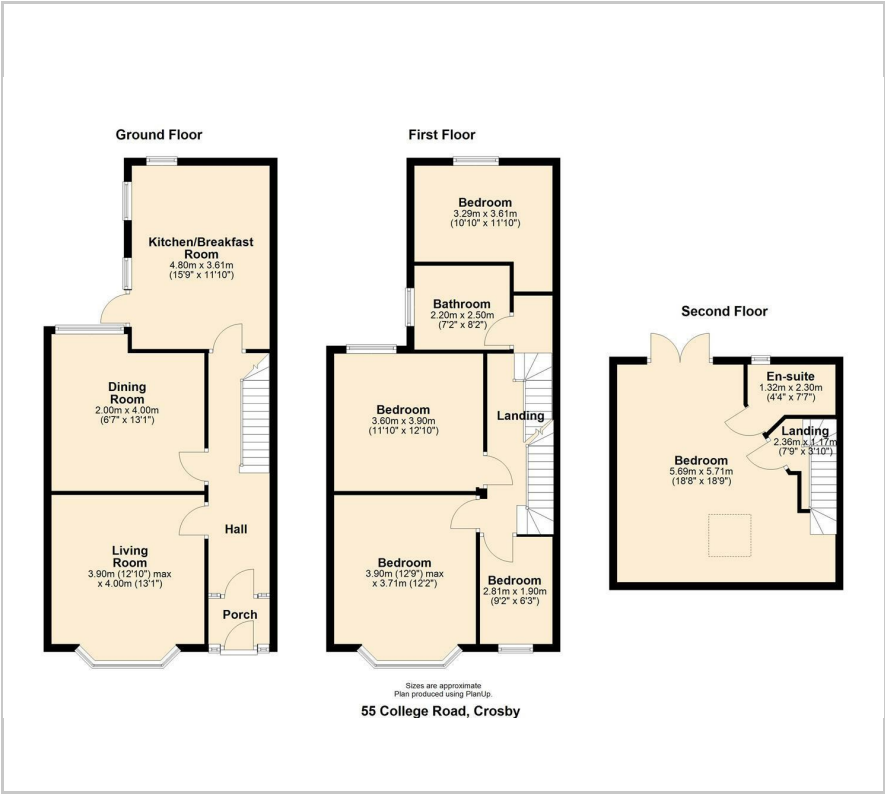 Ground Floor
Kitchen/Breakfast
Room
4.80m x 3.61m
(15'9" x 11'10")
Dining
Room
2.00m x 4.00m
(6'7" x 13'1")
Hall
Living
Room
3.90m (12'10") max
x 4.00m (13'1")
Porch
First Floor
Bedroom
3.29m x 3.61m
(10'10" x 11'10")
Bathroom
2.20m x 2.50m
(7'2" x 8'2")
Bedroom
3.60m x 3.90m
(11'10" x 12'10")
Landing
Bedroom
3.90m (12'9") max
x 3.71m (12'2")
Bedroom
2.81m x 1.90m
(9'2" x 6'3")
Second Floor
En-suite
1.32m x 2.30m
(4'4" x 7'7")
Landing
2.36m x 1.17m
(7'9" x 3'10")
Bedroom
5.69m x 5.71m
(18'8" x 18'9")
Sizes are approximate
Plan produced using PlanUp.
55 College Road, Crosby